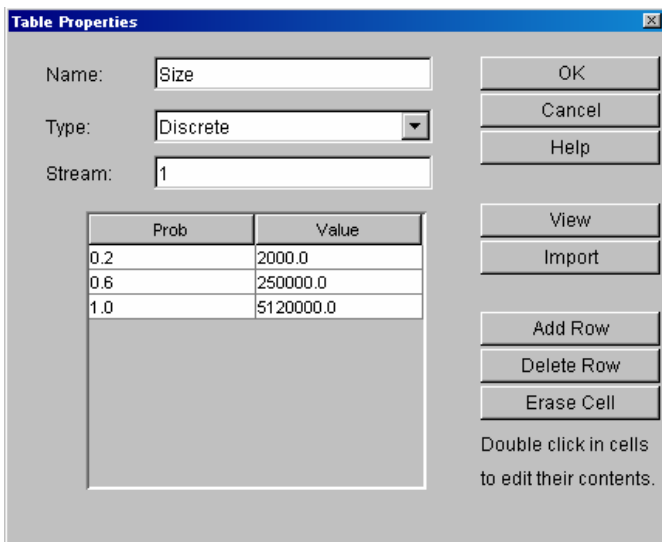 Table Properties
Name: Size
Type: Discrete
Stream: 1
Prob Value
0.2 2000.0
0.6 250000.0
1.0 5120000.0
OK
Cancel
Help
View
Import
Add Row
Delete Row
Erase Cell
Double click in cells
to edit their contents.